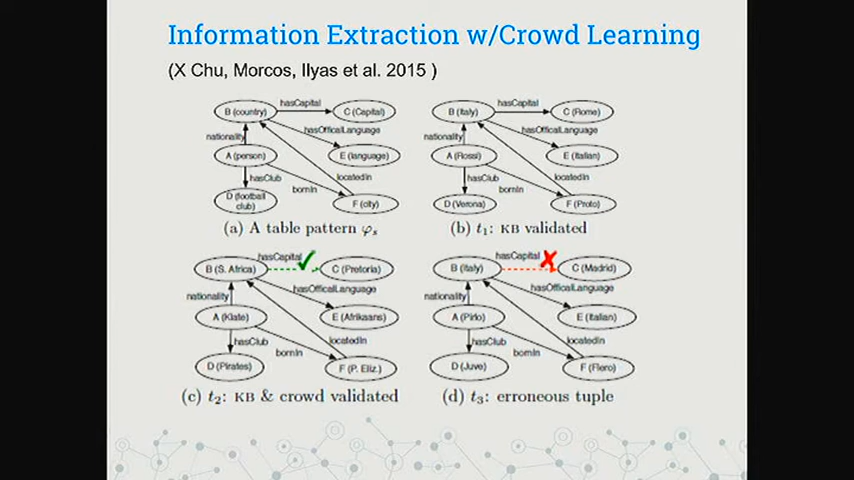 Information Extraction w/Crowd Learning
(X Chu, Morcos, Ilyas et al. 2015 )
hasCapital
B (country)
C (Capital)
hasOfficalLanguage
nationality
A (person)
E (language)
hasClub
locatedIn
bornIn
D (football
club)
F (city)
(a) A table pattern φs
hasCapital
B (Italy)
C (Rome)
hasOfficalLanguage
nationality
A (Rossi)
E (Italian)
hasClub
locatedIn
bornIn
D (Verona)
F (Proto)
(b) t1: KB validated
hasCapital
B (S. Africa)
C (Pretoria)
hasOfficalLanguage
nationality
A (Klate)
E (Afrikaans)
hasClub
locatedIn
bornIn
D (Pirates)
F (P. Eliz.)
(c) t2: KB & crowd validated
hasCapital
B (Italy)
C (Madrid)
hasOfficalLanguage
nationality
A (Pirlo)
E (Italian)
hasClub
locatedIn
bornIn
D (Juve)
F (Flero)
(d) t3: erroneous tuple